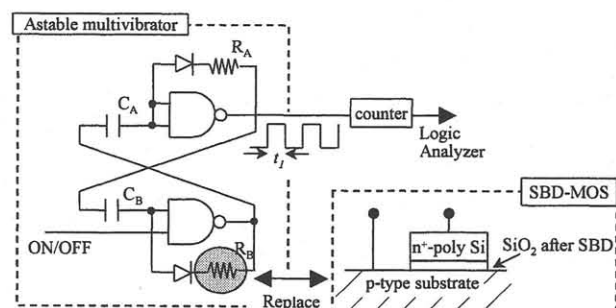 Astable multivibrator
R_A
C_A
counter
Logic
Analyzer
t_1
C_B
ON/OFF
R_B
Replace
SBD-MOS
n⁺-poly Si
SiO₂ after SBD
p-type substrate